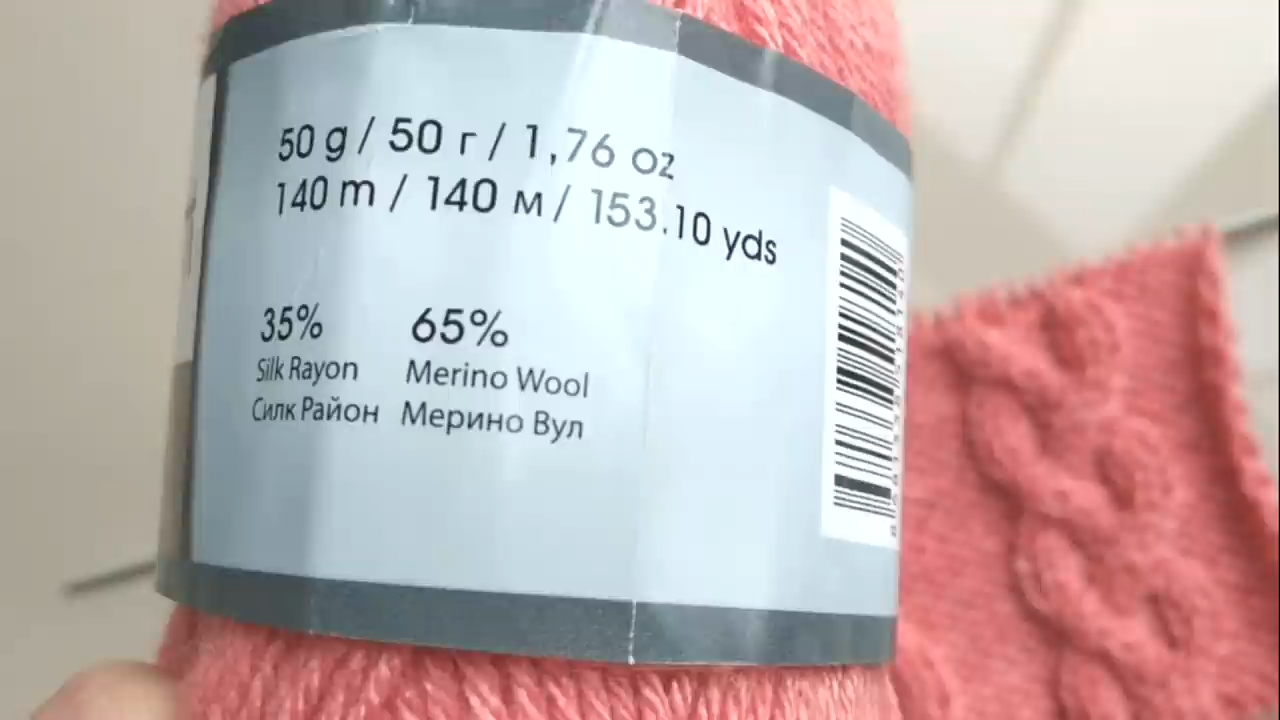 50 g / 50 г / 1,76 oz
140 m / 140 м / 153.10 yds
35% 65%
Silk Rayon Merino Wool
Силк Район Мерино Вул